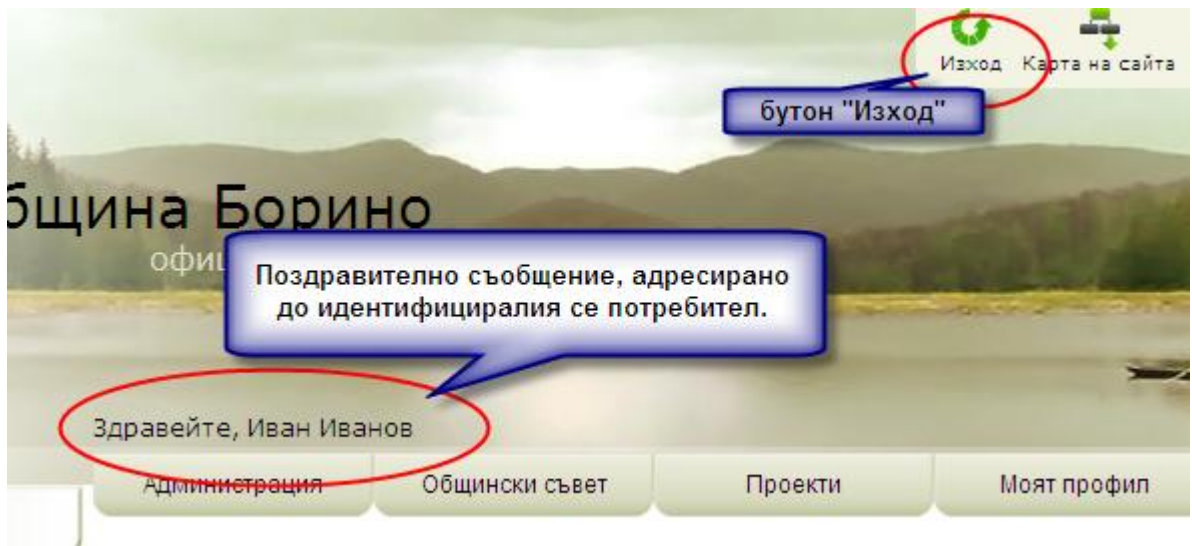 Изход Карта на сайта
бутон "Изход"
бщина Борино
Поздравително съобщение, адресирано
до идентифициралия се потребител.
Здравейте, Иван Иванов
Администрация Общински съвет Проекти Моят профил